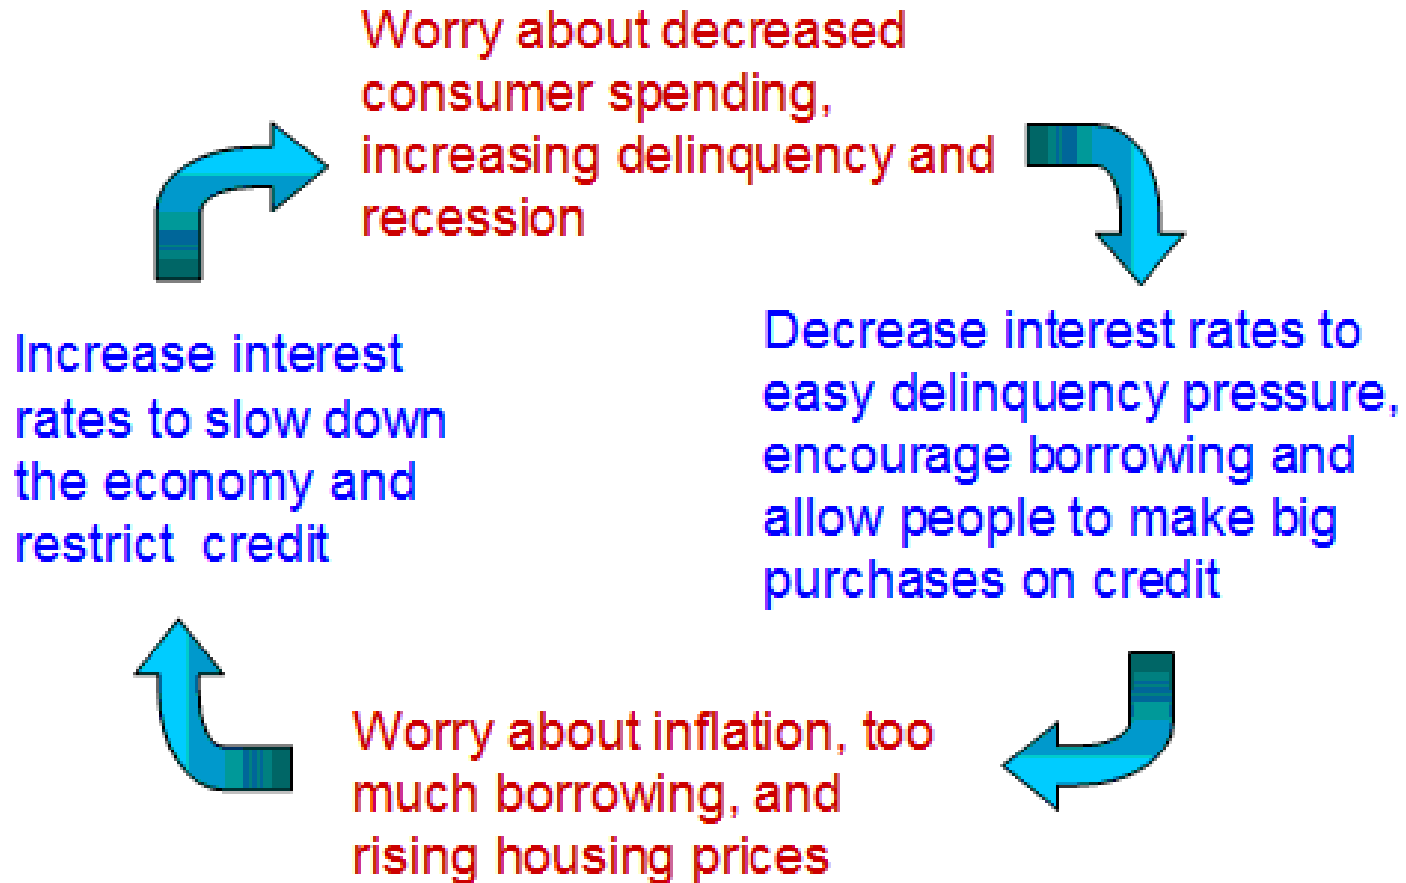 Worry about decreased
consumer spending,
increasing delinquency and
recession
Decrease interest rates to
easy delinquency pressure,
encourage borrowing and
allow people to make big
purchases on credit
Worry about inflation, too
much borrowing, and
rising housing prices
Increase interest
rates to slow down
the economy and
restrict credit